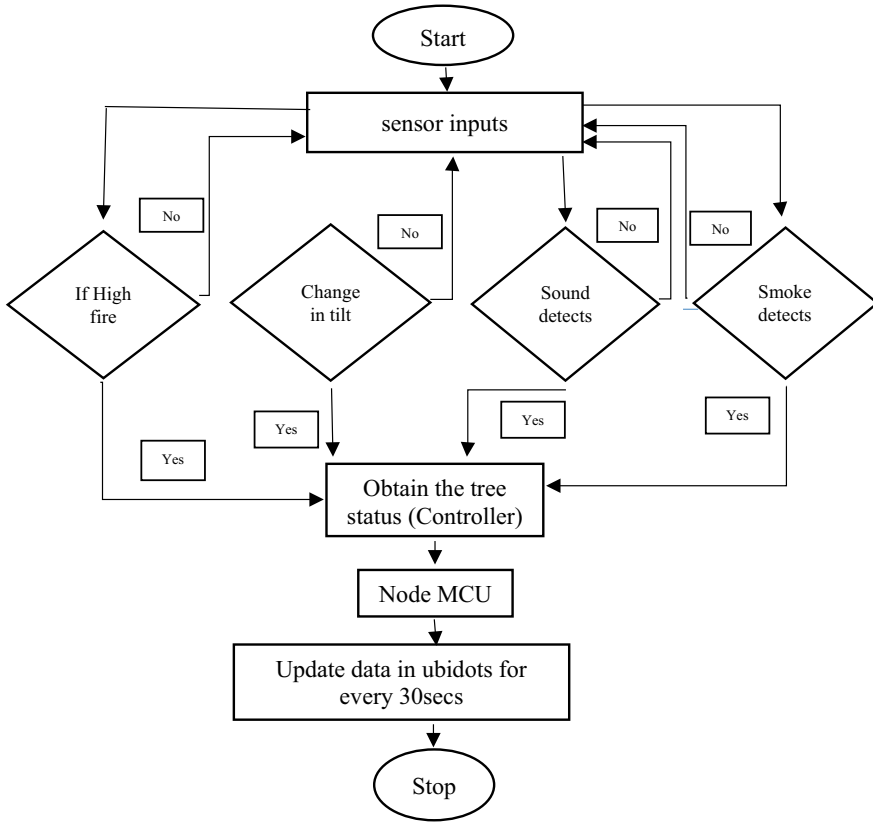 Start
sensor inputs
No
No
No
No
If High
fire
Change
in tilt
Sound
detects
Smoke
detects
Yes
Yes
Yes
Yes
Obtain the tree
status (Controller)
Node MCU
Update data in ubidots for
every 30secs
Stop